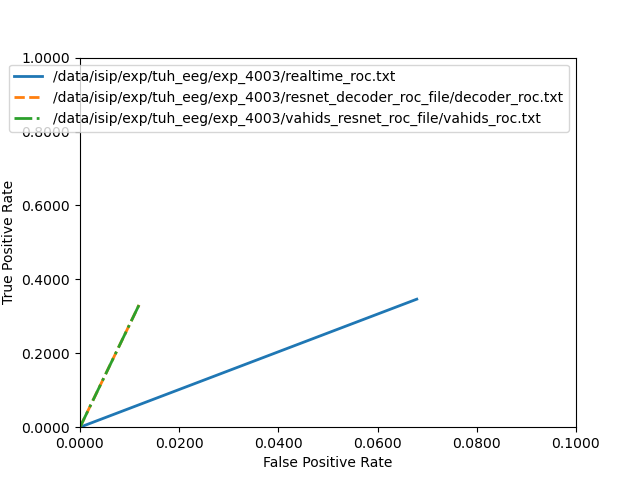 1.0000
/data/isip/exp/tuh_eeg/exp_4003/realtime_roc.txt
/data/isip/exp/tuh_eeg/exp_4003/resnet_decoder_roc_file/decoder_roc.txt
/data/isip/exp/tuh_eeg/exp_4003/vahids_resnet_roc_file/vahids_roc.txt
0.8000
0.6000
True Positive Rate
0.4000
0.2000
0.0000
0.0000 0.0200 0.0400 0.0600 0.0800 0.1000
False Positive Rate